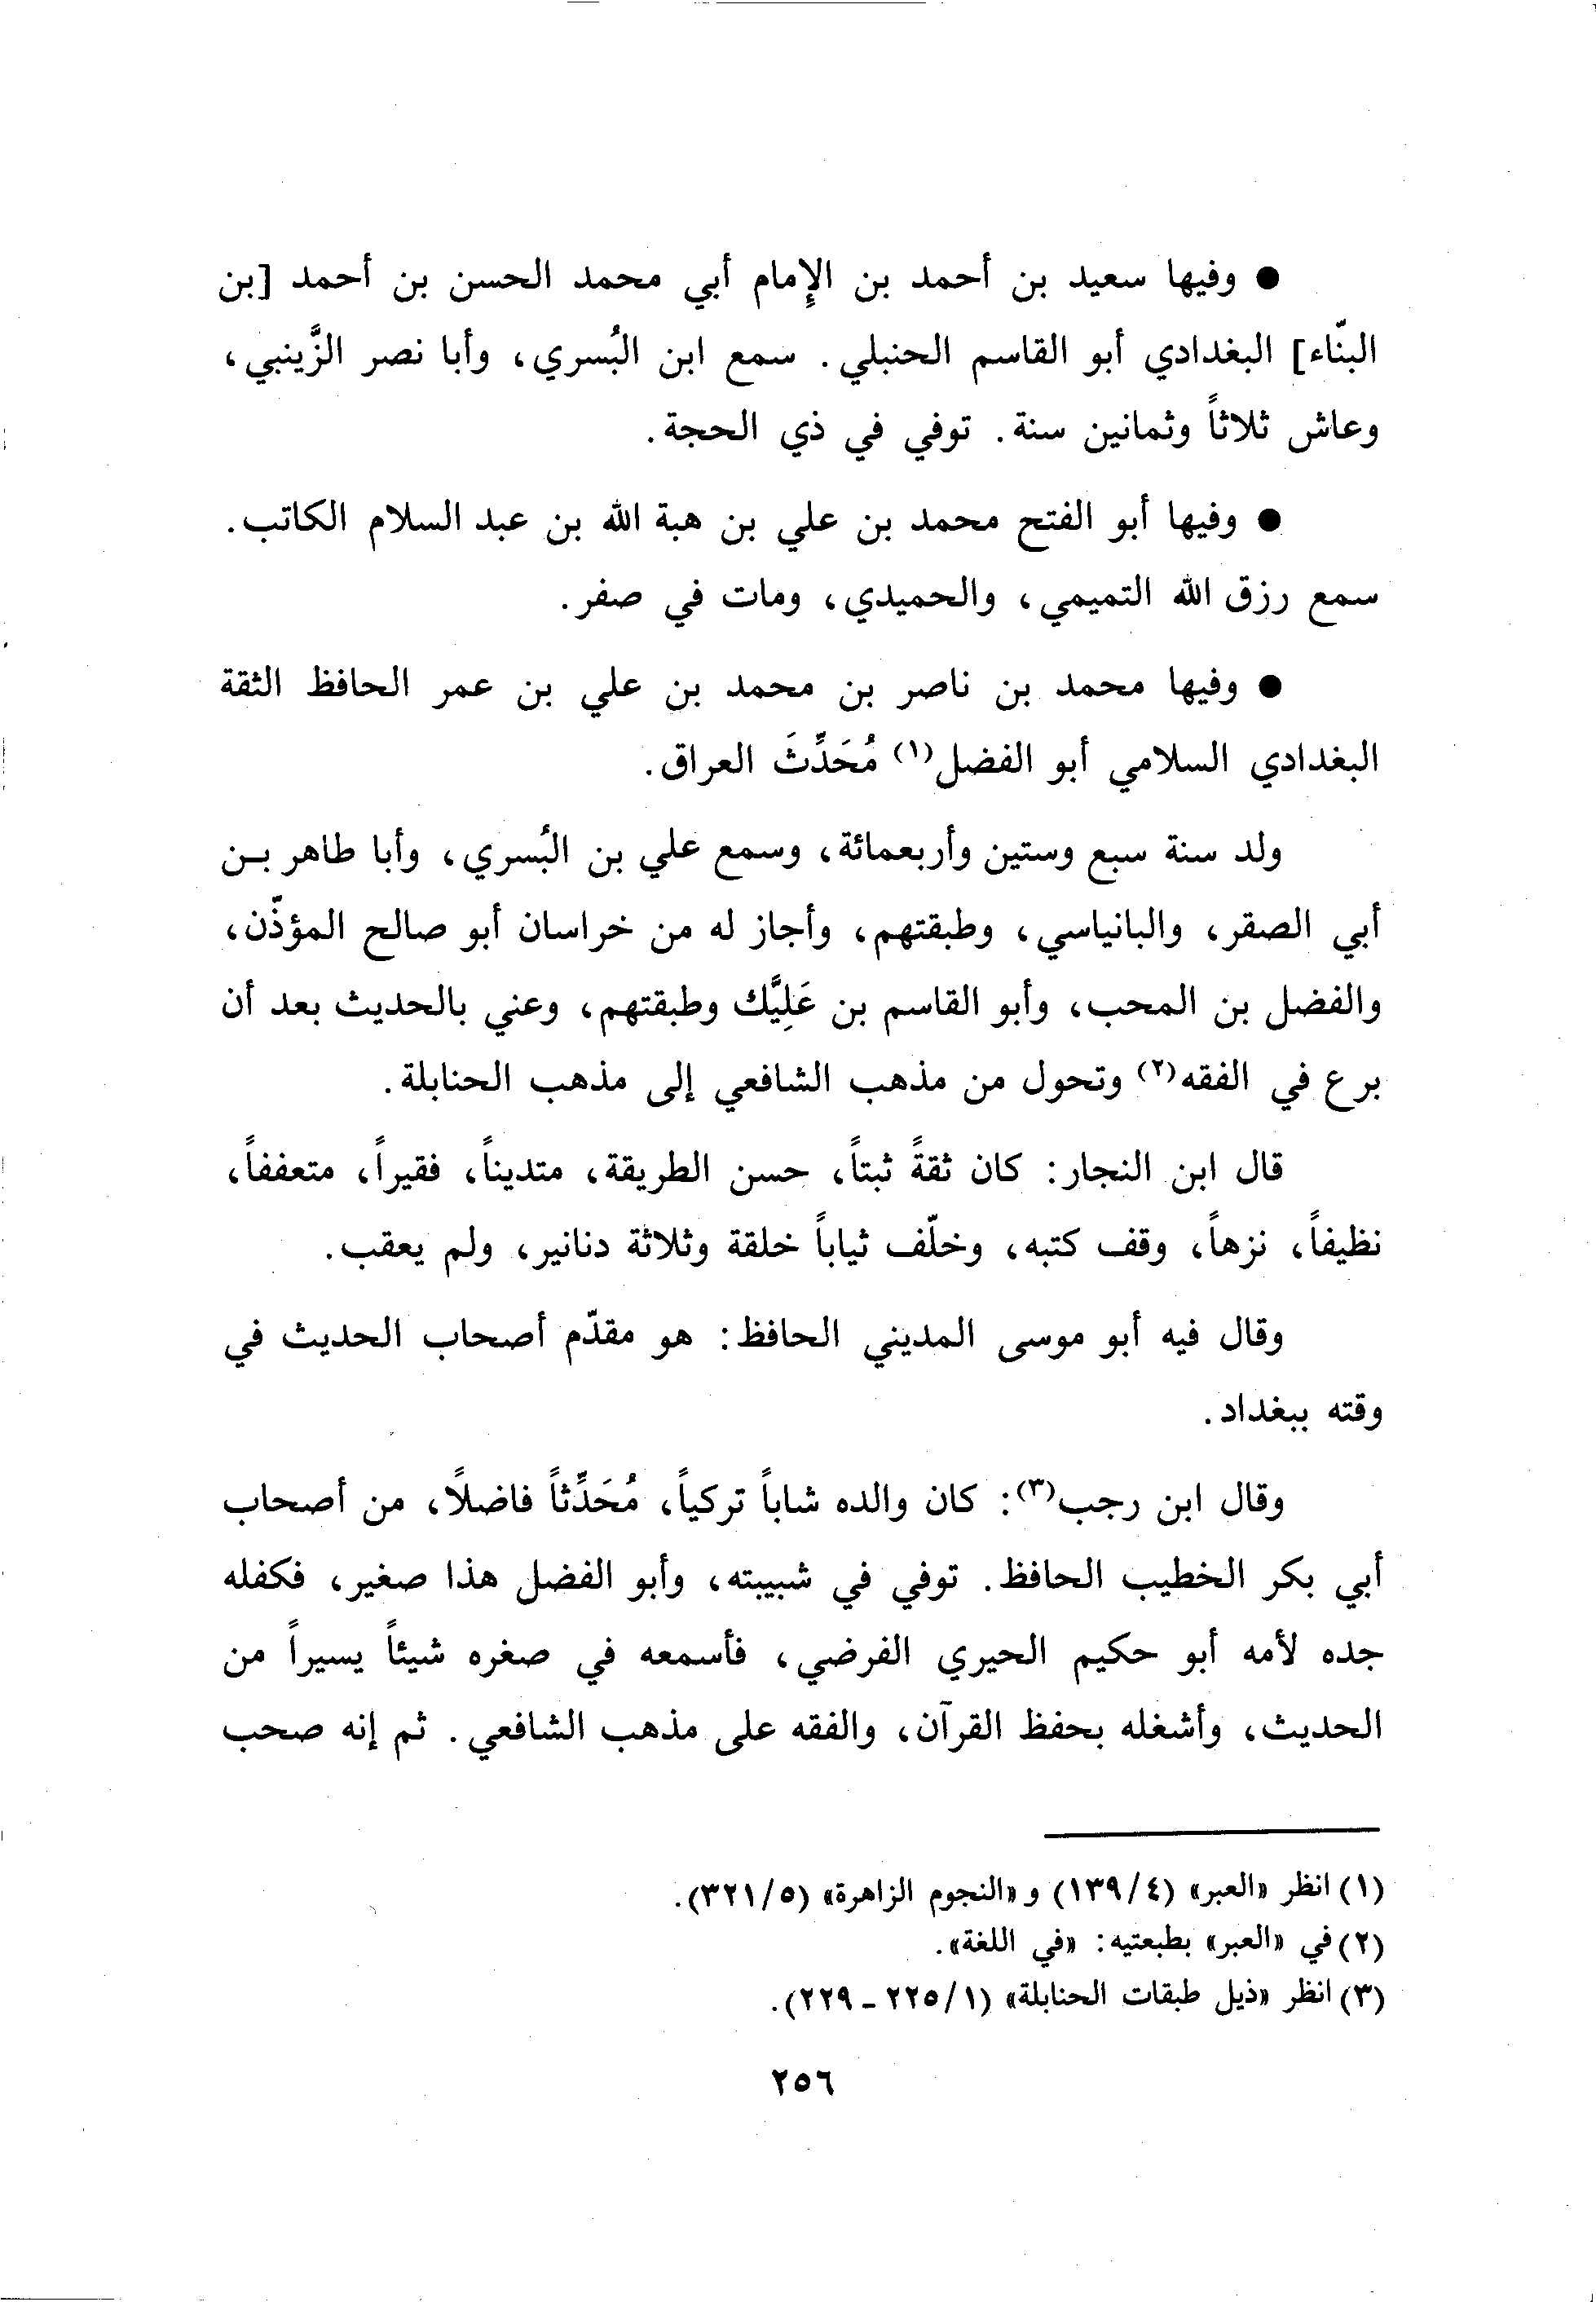 ● وفيها سعيد بن أحمد بن الإمام أبي محمد الحسن بن أحمد [بن
البنّاء] البغدادي أبو القاسم الحنبلي. سمع ابن البُسري، وأبا نصر الزَّينبي،
وعاش ثلاثاً وثمانين سنة. توفي في ذي الحجة.
● وفيها أبو الفتح محمد بن علي بن هبة الله بن عبد السلام الكاتب.
سمع رزق الله التميمي، والحميدي، ومات في صفر.
● وفيها محمد بن ناصر بن محمد بن علي بن عمر الحافظ الثقة
البغدادي السلامي أبو الفضل(١) مُحَدِّثَ العراق.
ولد سنة سبع وستين وأربعمائة، وسمع علي بن البُسري، وأبا طاهر بـن
أبي الصقر، والبانياسي، وطبقتهم، وأجاز له من خراسان أبو صالح المؤذّن،
والفضل بن المحب، وأبو القاسم بن عَلِيَّك وطبقتهم، وعني بالحديث بعد أن
برع في الفقه(٢) وتحول من مذهب الشافعي إلى مذهب الحنابلة.
قال ابن النجار: كان ثقةً ثبتاً، حسن الطريقة، متديناً، فقيراً، متعففاً،
نظيفاً، نزهاً، وقف كتبه، وخلّف ثياباً خلقة وثلاثة دنانير، ولم يعقب.
وقال فيه أبو موسى المديني الحافظ: هو مقدّم أصحاب الحديث في
وقته ببغداد.
وقال ابن رجب(٣): كان والده شاباً تركياً، مُحَدِّثاً فاضلاً، من أصحاب
أبي بكر الخطيب الحافظ. توفي في شبيبته، وأبو الفضل هذا صغير، فكفله
جده لأمه أبو حكيم الحيري الفرضي، فأسمعه في صغره شيئاً يسيراً من
الحديث، وأشغله بحفظ القرآن، والفقه على مذهب الشافعي. ثم إنه صحب
(١) انظر «العبر» (٤/ ١٣٩) و «النجوم الزاهرة» (٥/ ٣٢١).
(٢) في «العبر» بطبعتيه: «في اللغة».
(٣) انظر «ذيل طبقات الحنابلة» (١/ ٢٢٥ - ٢٢٩).
٢٥٦